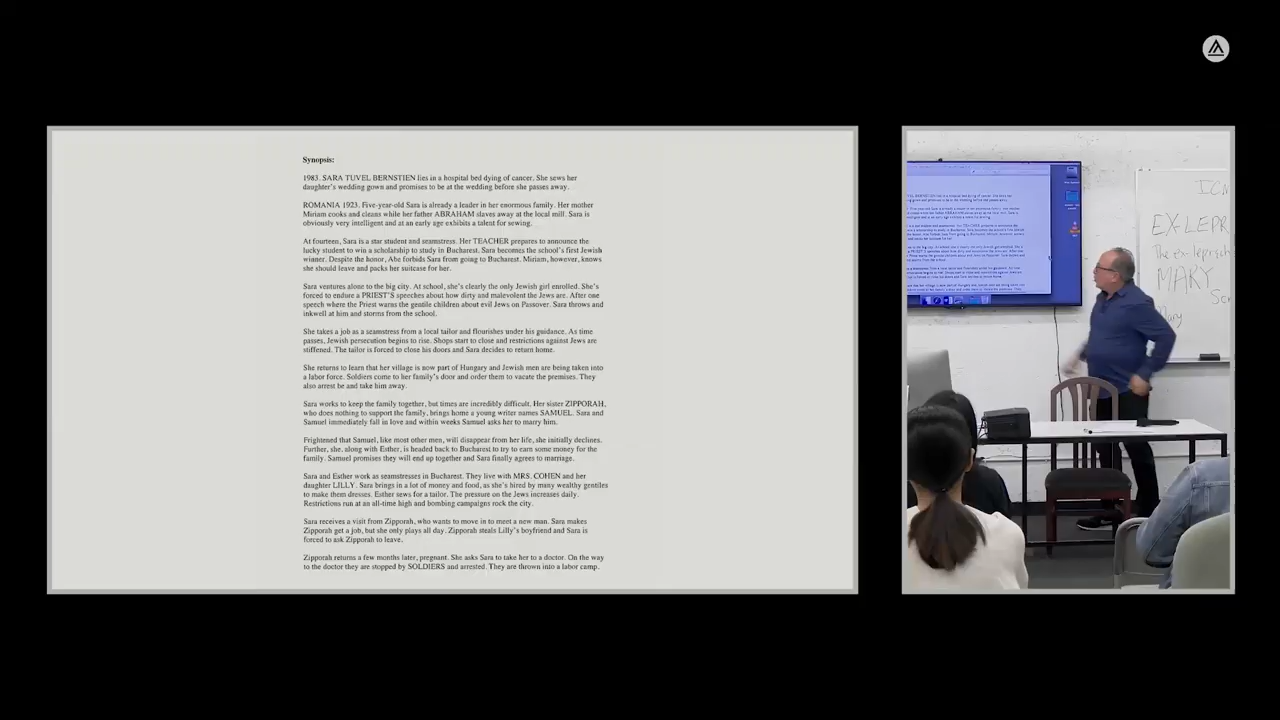 Synopsis:
1983. SARA TUVEL BERNSTIEN lies in a hospital bed dying of cancer. She sews her
daughter's wedding gown and promises to be at the wedding before she passes away.
ROMANIA 1923. Five-year-old Sara is already a leader in her enormous family. Her mother
Miriam cooks and cleans while her father ABRAHAM slaves away at the local mill. Sara is
obviously very intelligent and at an early age exhibits a talent for sewing.
At fourteen, Sara is a star student and seamstress. Her TEACHER prepares to announce the
lucky student to win a scholarship to study in Bucharest. Sara becomes the school's first Jewish
winner. Despite the honor, Abe forbids Sara from going to Bucharest. Miriam, however, knows
she should leave and packs her suitcase for her.
Sara ventures alone to the big city. At school, she's clearly the only Jewish girl enrolled. She's
forced to endure a PRIEST'S speeches about how dirty and malevolent the Jews are. After one
speech where the Priest warns the gentile children about evil Jews on Passover. Sara throws and
inkwell at him and storms from the school.
She takes a job as a seamstress from a local tailor and flourishes under his guidance. As time
passes, Jewish persecution begins to rise. Shops start to close and restrictions against Jews are
stiffened. The tailor is forced to close his doors and Sara decides to return home.
She returns to learn that her village is now part of Hungary and Jewish men are being taken into
a labor force. Soldiers come to her family's door and order them to vacate the premises. They
also arrest be and take him away.
Sara works to keep the family together, but times are incredibly difficult. Her sister ZIPPORAH,
who does nothing to support the family, brings home a young writer names SAMUEL. Sara and
Samuel immediately fall in love and within weeks Samuel asks her to marry him.
Frightened that Samuel, like most other men, will disappear from her life, she initially declines.
Further, she, along with Esther, is headed back to Bucharest to try to earn some money for the
family. Samuel promises they will end up together and Sara finally agrees to marriage.
Sara and Esther work as seamstresses in Bucharest. They live with MRS. COHEN and her
daughter LILLY. Sara brings in a lot of money and food, as she's hired by many wealthy gentiles
to make them dresses. Esther sews for a tailor. The pressure on the Jews increases daily.
Restrictions run at an all-time high and bombing campaigns rock the city.
Sara receives a visit from Zipporah, who wants to move in to meet a new man. Sara makes
Zipporah get a job, but she only plays all day. Zipporah steals Lilly's boyfriend and Sara is
forced to ask Zipporah to leave.
Zipporah returns a few months later, pregnant. She asks Sara to take her to a doctor. On the way
to the doctor they are stopped by SOLDIERS and arrested. They are thrown into a labor camp.